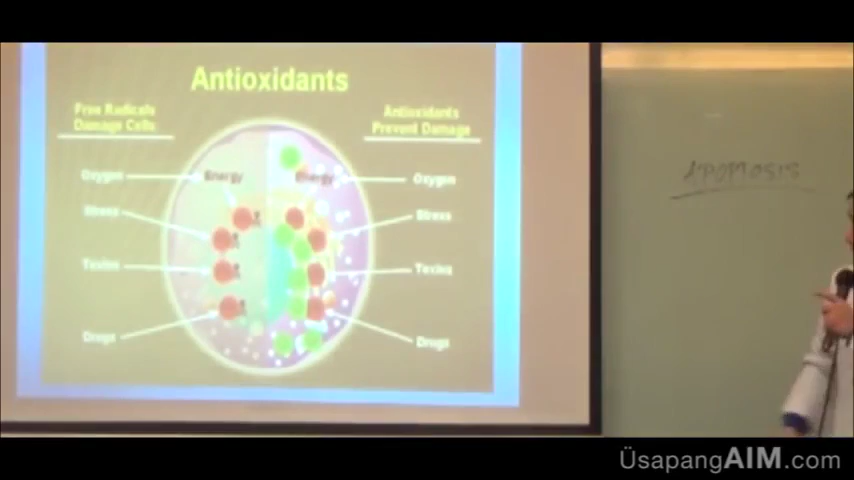 Antioxidants
Free Radicals
Damage Cells
Antioxidants
Prevent Damage
Oxygen
Energy
Energy
Oxygen
Stress
Stress
Toxins
Toxins
Drugs
Drugs
APOPTOSIS
ÜsapangAIM.com